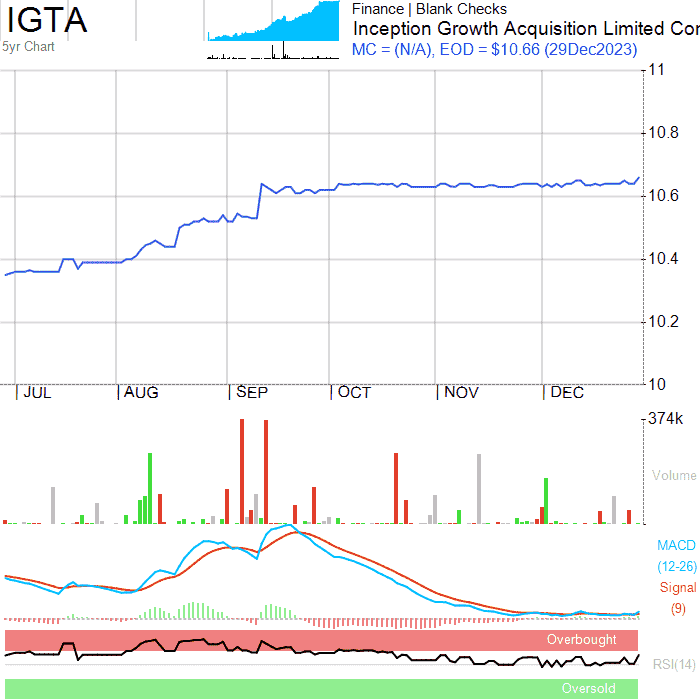 IGTA
5yr Chart
Finance | Blank Checks
Inception Growth Acquisition Limited Cor
MC = (N/A), EOD = $10.66 (29Dec2023)
11
10.8
10.6
10.4
10.2
10
| JUL | AUG | SEP | OCT | NOV | DEC
374k
Volume
MACD
(12-26)
Signal
(9)
Overbought
RSI(14)
Oversold